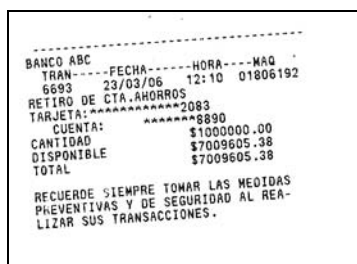 BANCO ABC
TRAN-----FECHA------HORA----MAQ
6693 23/03/06 12:10 01806192
RETIRO DE CTA.AHORROS
TARJETA:************2083
CUENTA: *******8890
CANTIDAD $1000000.00
DISPONIBLE $7009605.38
TOTAL $7009605.38
RECUERDE SIEMPRE TOMAR LAS MEDIDAS
PREVENTIVAS Y DE SEGURIDAD AL REA-
LIZAR SUS TRANSACCIONES.